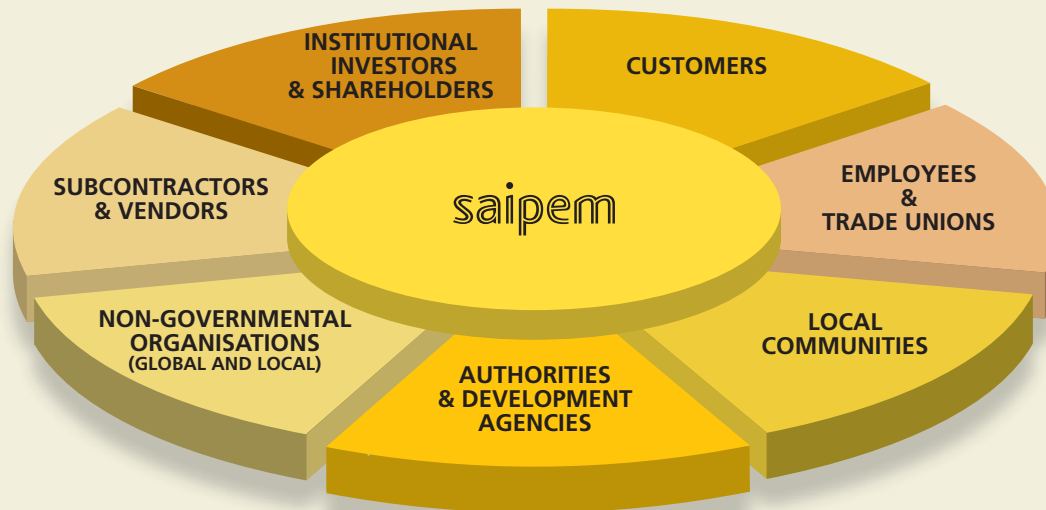 INSTITUTIONAL
INVESTORS
& SHAREHOLDERS
CUSTOMERS
SUBCONTRACTORS
& VENDORS
saipem
EMPLOYEES
&
TRADE UNIONS
NON-GOVERNMENTAL
ORGANISATIONS
(GLOBAL AND LOCAL)
LOCAL
COMMUNITIES
AUTHORITIES
& DEVELOPMENT
AGENCIES